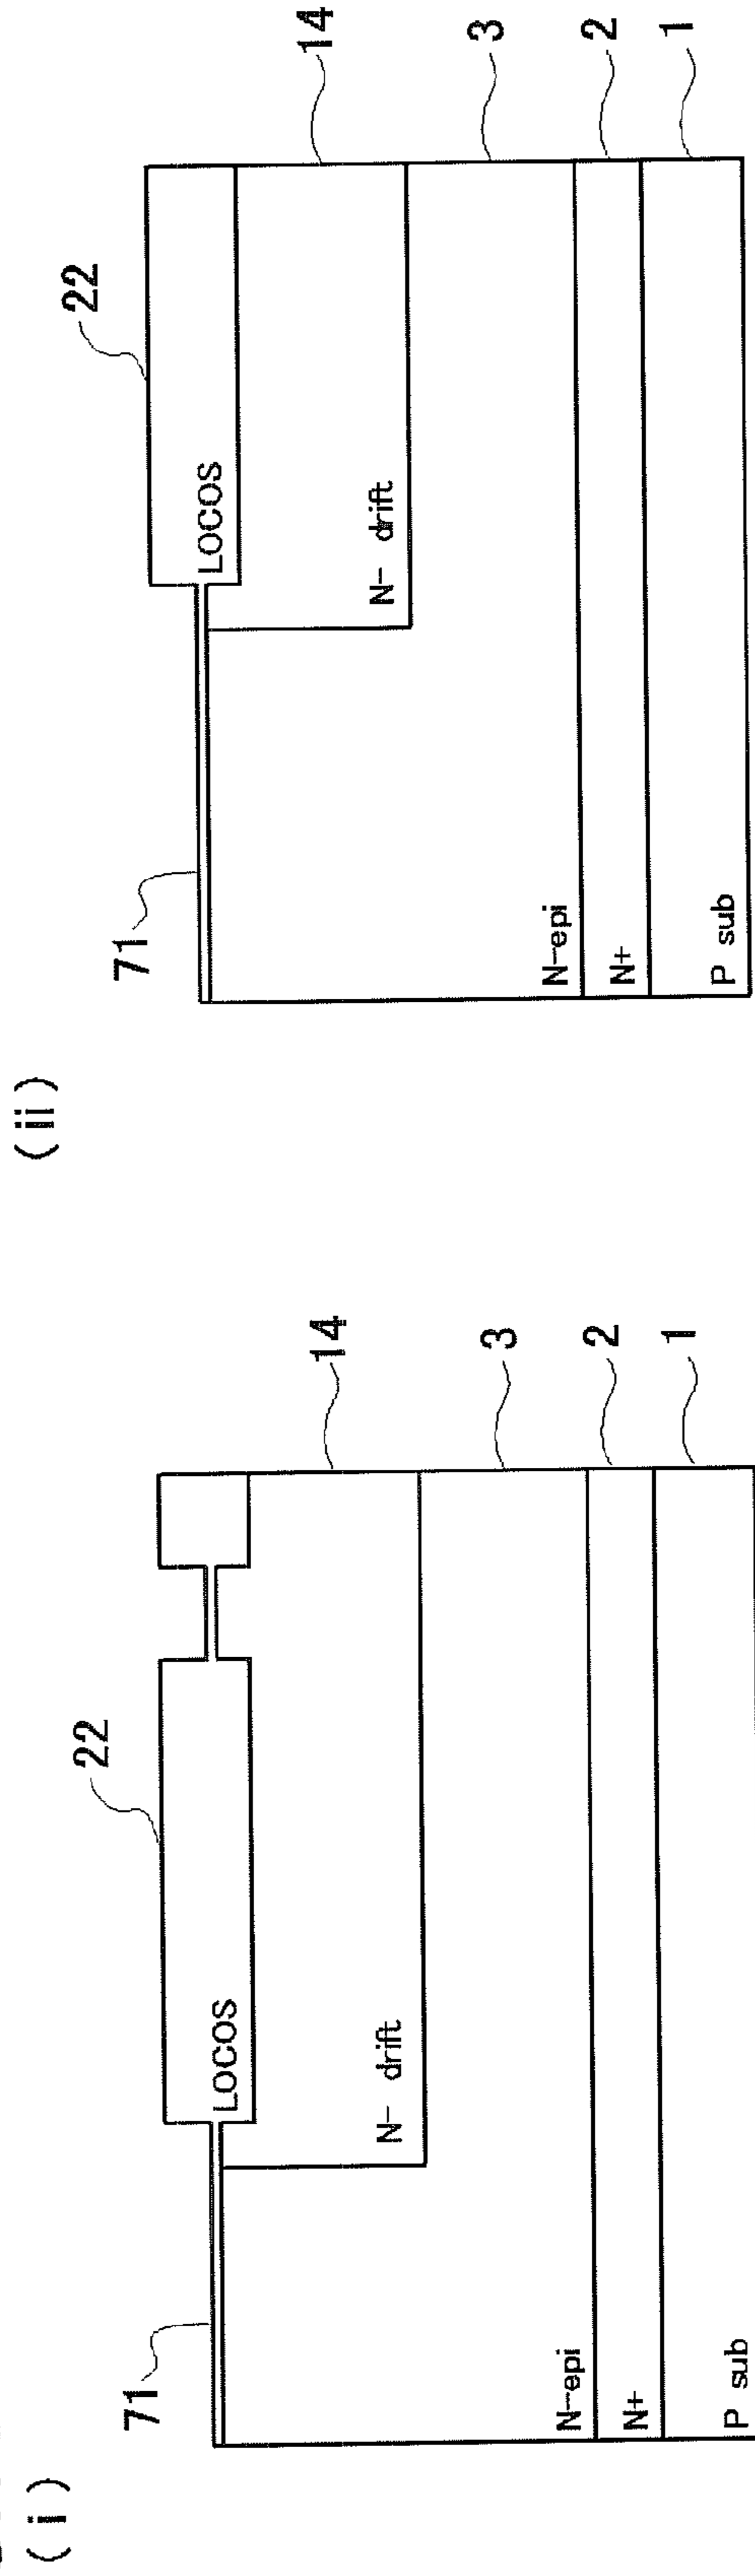 (i)
22
71
LOCOS
14
N- drift
3
N-epi
2
N+
1
P sub
(ii)
22
71
LOCOS
14
N- drift
3
N-epi
2
N+
1
P sub